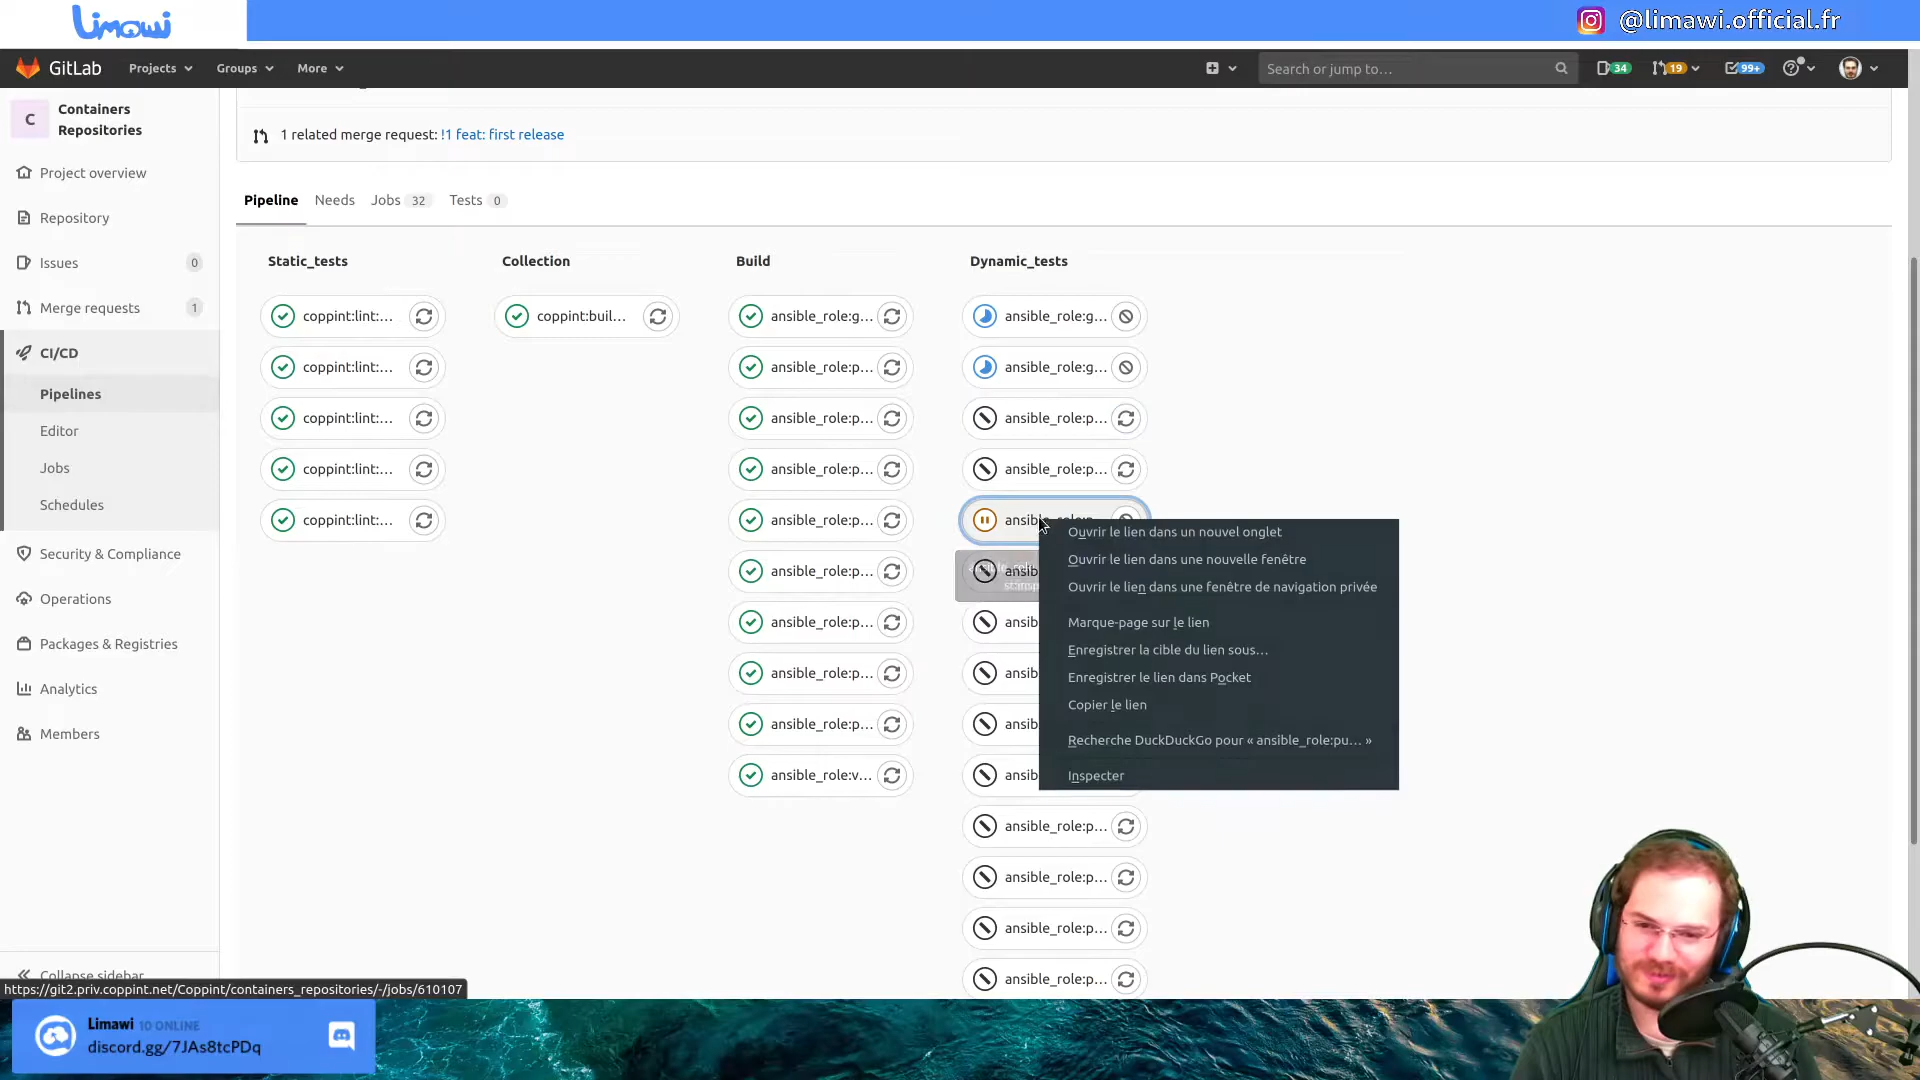 Limawi
@limawi.official.fr
GitLab
Projects
Groups
More
Search or jump to…
34
19
99+
C
Containers Repositories
Project overview
Repository
Issues
0
Merge requests
1
CI/CD
Pipelines
Editor
Jobs
Schedules
Security & Compliance
Operations
Packages & Registries
Analytics
Members
Collapse sidebar
1 related merge request: !1 feat: first release
Pipeline
Needs
Jobs 32
Tests 0
Static_tests
coppint:lint:...
coppint:lint:...
coppint:lint:...
coppint:lint:...
coppint:lint:...
Collection
coppint:buil...
Build
ansible_role:g...
ansible_role:p...
ansible_role:p...
ansible_role:p...
ansible_role:p...
ansible_role:p...
ansible_role:p...
ansible_role:p...
ansible_role:p...
ansible_role:v...
Dynamic_tests
ansible_role:g...
ansible_role:g...
ansible_role:p...
ansible_role:p...
ansible_role:p
ansib
ansib
ansib
ansib
ansib
ansible_role:p...
ansible_role:p...
ansible_role:p...
ansible_role:p...
Ouvrir le lien dans un nouvel onglet
Ouvrir le lien dans une nouvelle fenêtre
Ouvrir le lien dans une fenêtre de navigation privée
Marque-page sur le lien
Enregistrer la cible du lien sous…
Enregistrer le lien dans Pocket
Copier le lien
Recherche DuckDuckGo pour « ansible_role:pu… »
Inspecter
https://git2.priv.coppint.net/Coppint/containers_repositories/-/jobs/610107
Limawi 10 ONLINE
discord.gg/7JAs8tcPDq